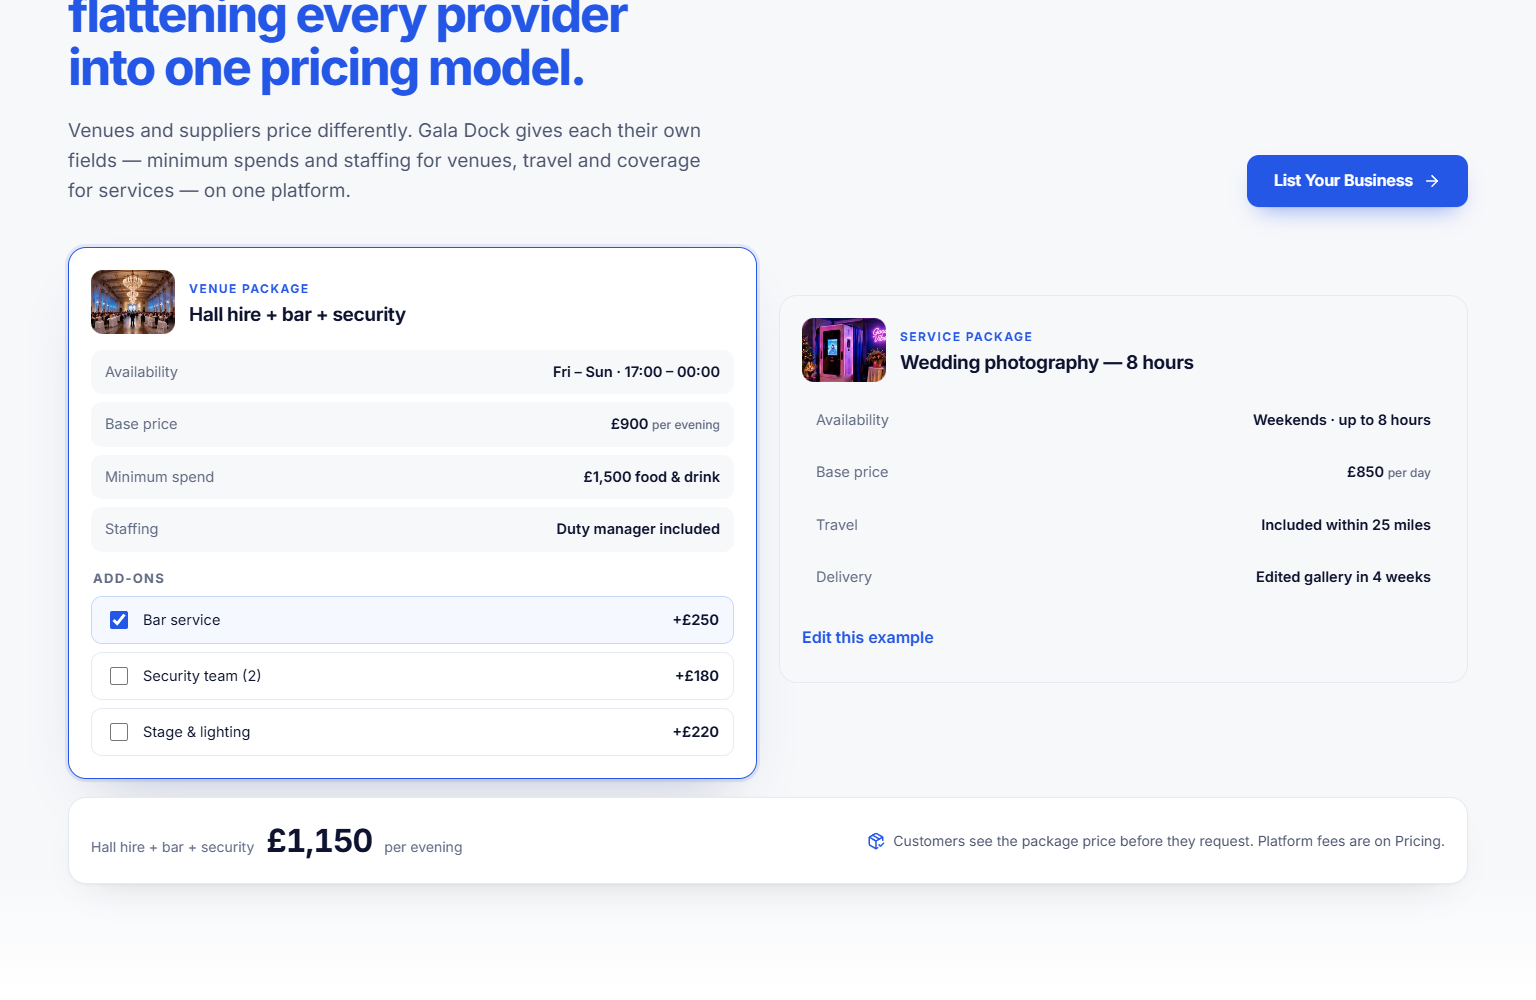 flattening every provider
into one pricing model.
Venues and suppliers price differently. Gala Dock gives each their own
fields — minimum spends and staffing for venues, travel and coverage
for services — on one platform.
List Your Business →
VENUE PACKAGE
Hall hire + bar + security
Availability Fri – Sun · 17:00 – 00:00
Base price £900 per evening
Minimum spend £1,500 food & drink
Staffing Duty manager included
ADD-ONS
Bar service +£250
Security team (2) +£180
Stage & lighting +£220
SERVICE PACKAGE
Wedding photography — 8 hours
Availability Weekends · up to 8 hours
Base price £850 per day
Travel Included within 25 miles
Delivery Edited gallery in 4 weeks
Edit this example
Hall hire + bar + security £1,150 per evening
Customers see the package price before they request. Platform fees are on Pricing.